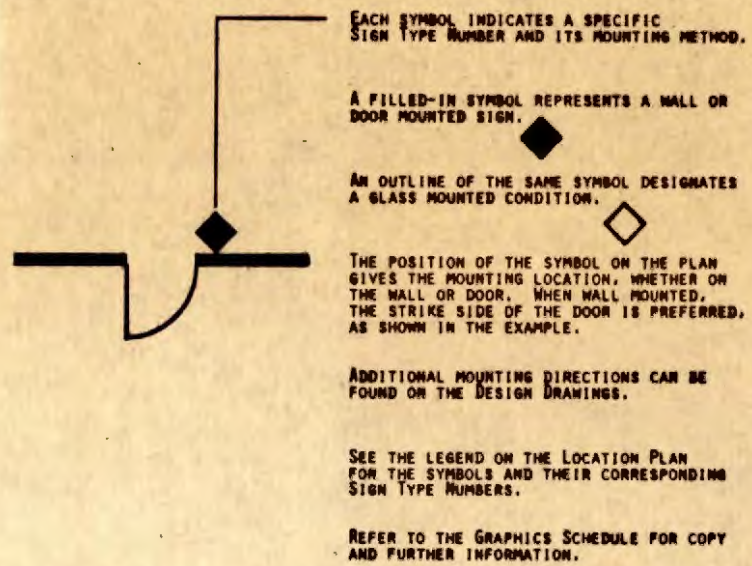 EACH SYMBOL INDICATES A SPECIFIC
SIGN TYPE NUMBER AND ITS MOUNTING METHOD.
A FILLED-IN SYMBOL REPRESENTS A WALL OR
DOOR MOUNTED SIGN.
AN OUTLINE OF THE SAME SYMBOL DESIGNATES
A GLASS MOUNTED CONDITION.
THE POSITION OF THE SYMBOL ON THE PLAN
GIVES THE MOUNTING LOCATION, WHETHER ON
THE WALL OR DOOR. WHEN WALL MOUNTED,
THE STRIKE SIDE OF THE DOOR IS PREFERRED,
AS SHOWN IN THE EXAMPLE.
ADDITIONAL MOUNTING DIRECTIONS CAN BE
FOUND ON THE DESIGN DRAWINGS.
SEE THE LEGEND ON THE LOCATION PLAN
FOR THE SYMBOLS AND THEIR CORRESPONDING
SIGN TYPE NUMBERS.
REFER TO THE GRAPHICS SCHEDULE FOR COPY
AND FURTHER INFORMATION.